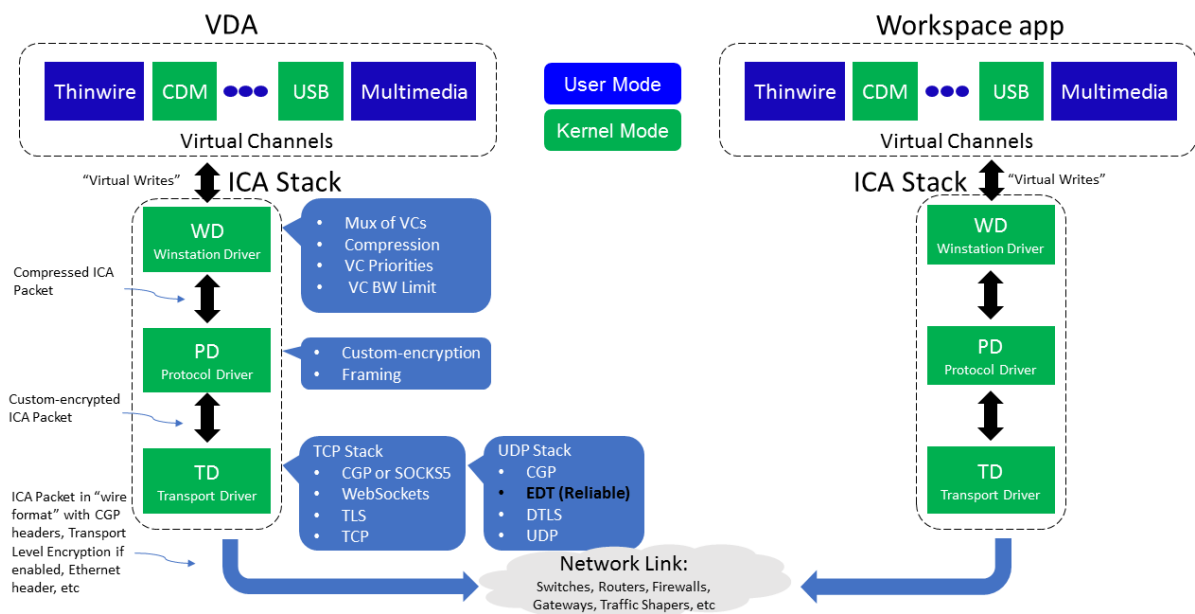 VDA
Thinwire
CDM
USB
Multimedia
Virtual Channels
User Mode
Kernel Mode
Workspace app
Thinwire
CDM
USB
Multimedia
Virtual Channels
“Virtual Writes”
ICA Stack
WD
Winstation Driver
• Mux of VCs
• Compression
• VC Priorities
• VC BW Limit
Compressed ICA
Packet
PD
Protocol Driver
• Custom-encryption
• Framing
Custom-encrypted
ICA Packet
TD
Transport Driver
TCP Stack
• CGP or SOCKS5
• WebSockets
• TLS
• TCP
UDP Stack
• CGP
• EDT (Reliable)
• DTLS
• UDP
ICA Packet in “wire
format” with CGP
headers, Transport
Level Encryption if
enabled, Ethernet
header, etc
Network Link:
Switches, Routers, Firewalls,
Gateways, Traffic Shapers, etc
ICA Stack
“Virtual Writes”
WD
Winstation Driver
PD
Protocol Driver
TD
Transport Driver